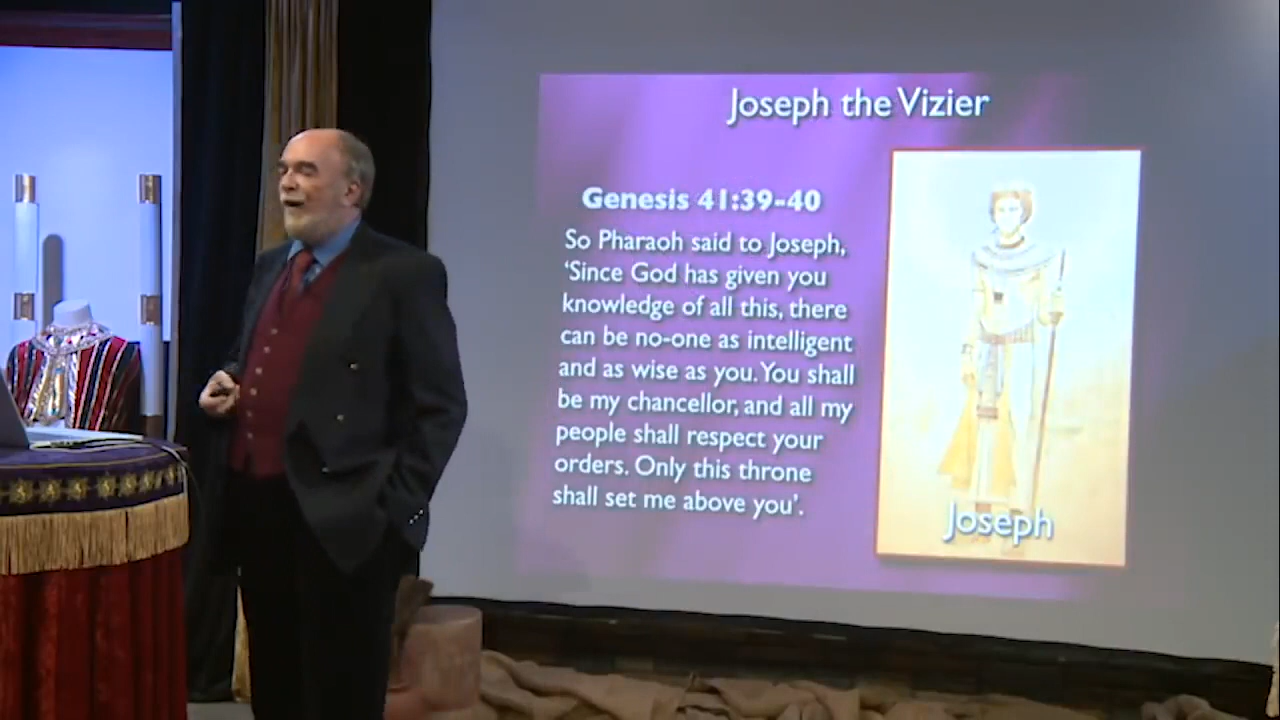 Joseph the Vizier
Genesis 41:39-40
So Pharaoh said to Joseph,
‘Since God has given you
knowledge of all this, there
can be no-one as intelligent
and as wise as you. You shall
be my chancellor, and all my
people shall respect your
orders. Only this throne
shall set me above you’.
Joseph